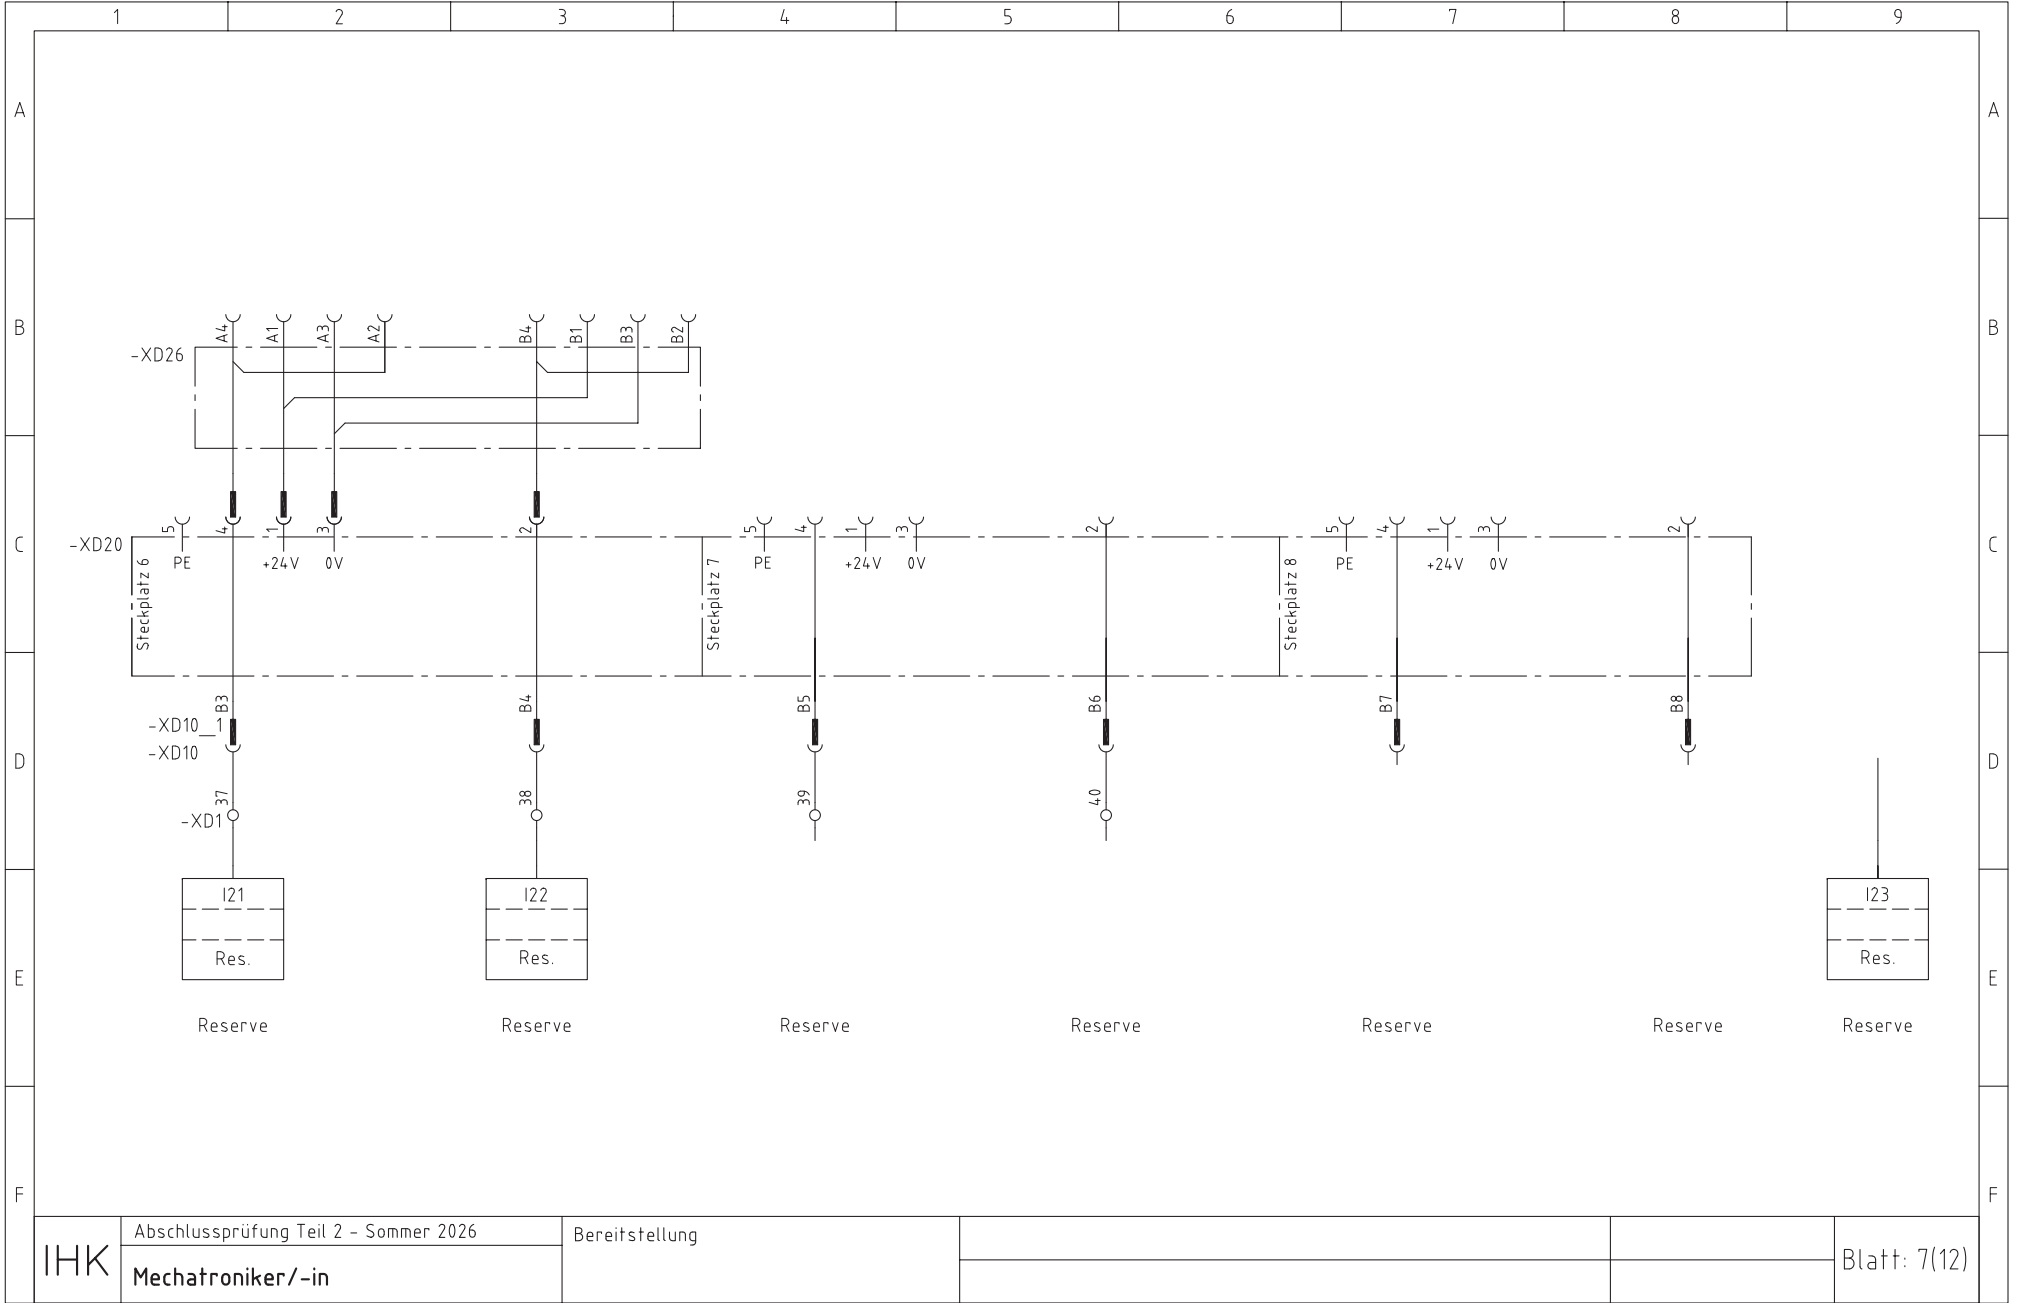 1 2 3 4 5 6 7 8 9
A A
B B
A4 A1 A3 A2 B4 B1 B3 B2
-XD26
5 4 1 3 2 5 4 1 3 2 5 4 1 3 2
C -XD20 C
PE +24V 0V PE +24V 0V PE +24V 0V
Steckplatz 6 Steckplatz 7 Steckplatz 8
B3 B4 B5 B6 B7 B8
-XD10__1
-XD10
D D
37 38 39 40
-XD1
I21 I22 I23
Res. Res. Res.
E E
Reserve Reserve Reserve Reserve Reserve Reserve Reserve
F F
IHK
Abschlussprüfung Teil 2 - Sommer 2026
Mechatroniker/-in
Bereitstellung
Blatt: 7(12)